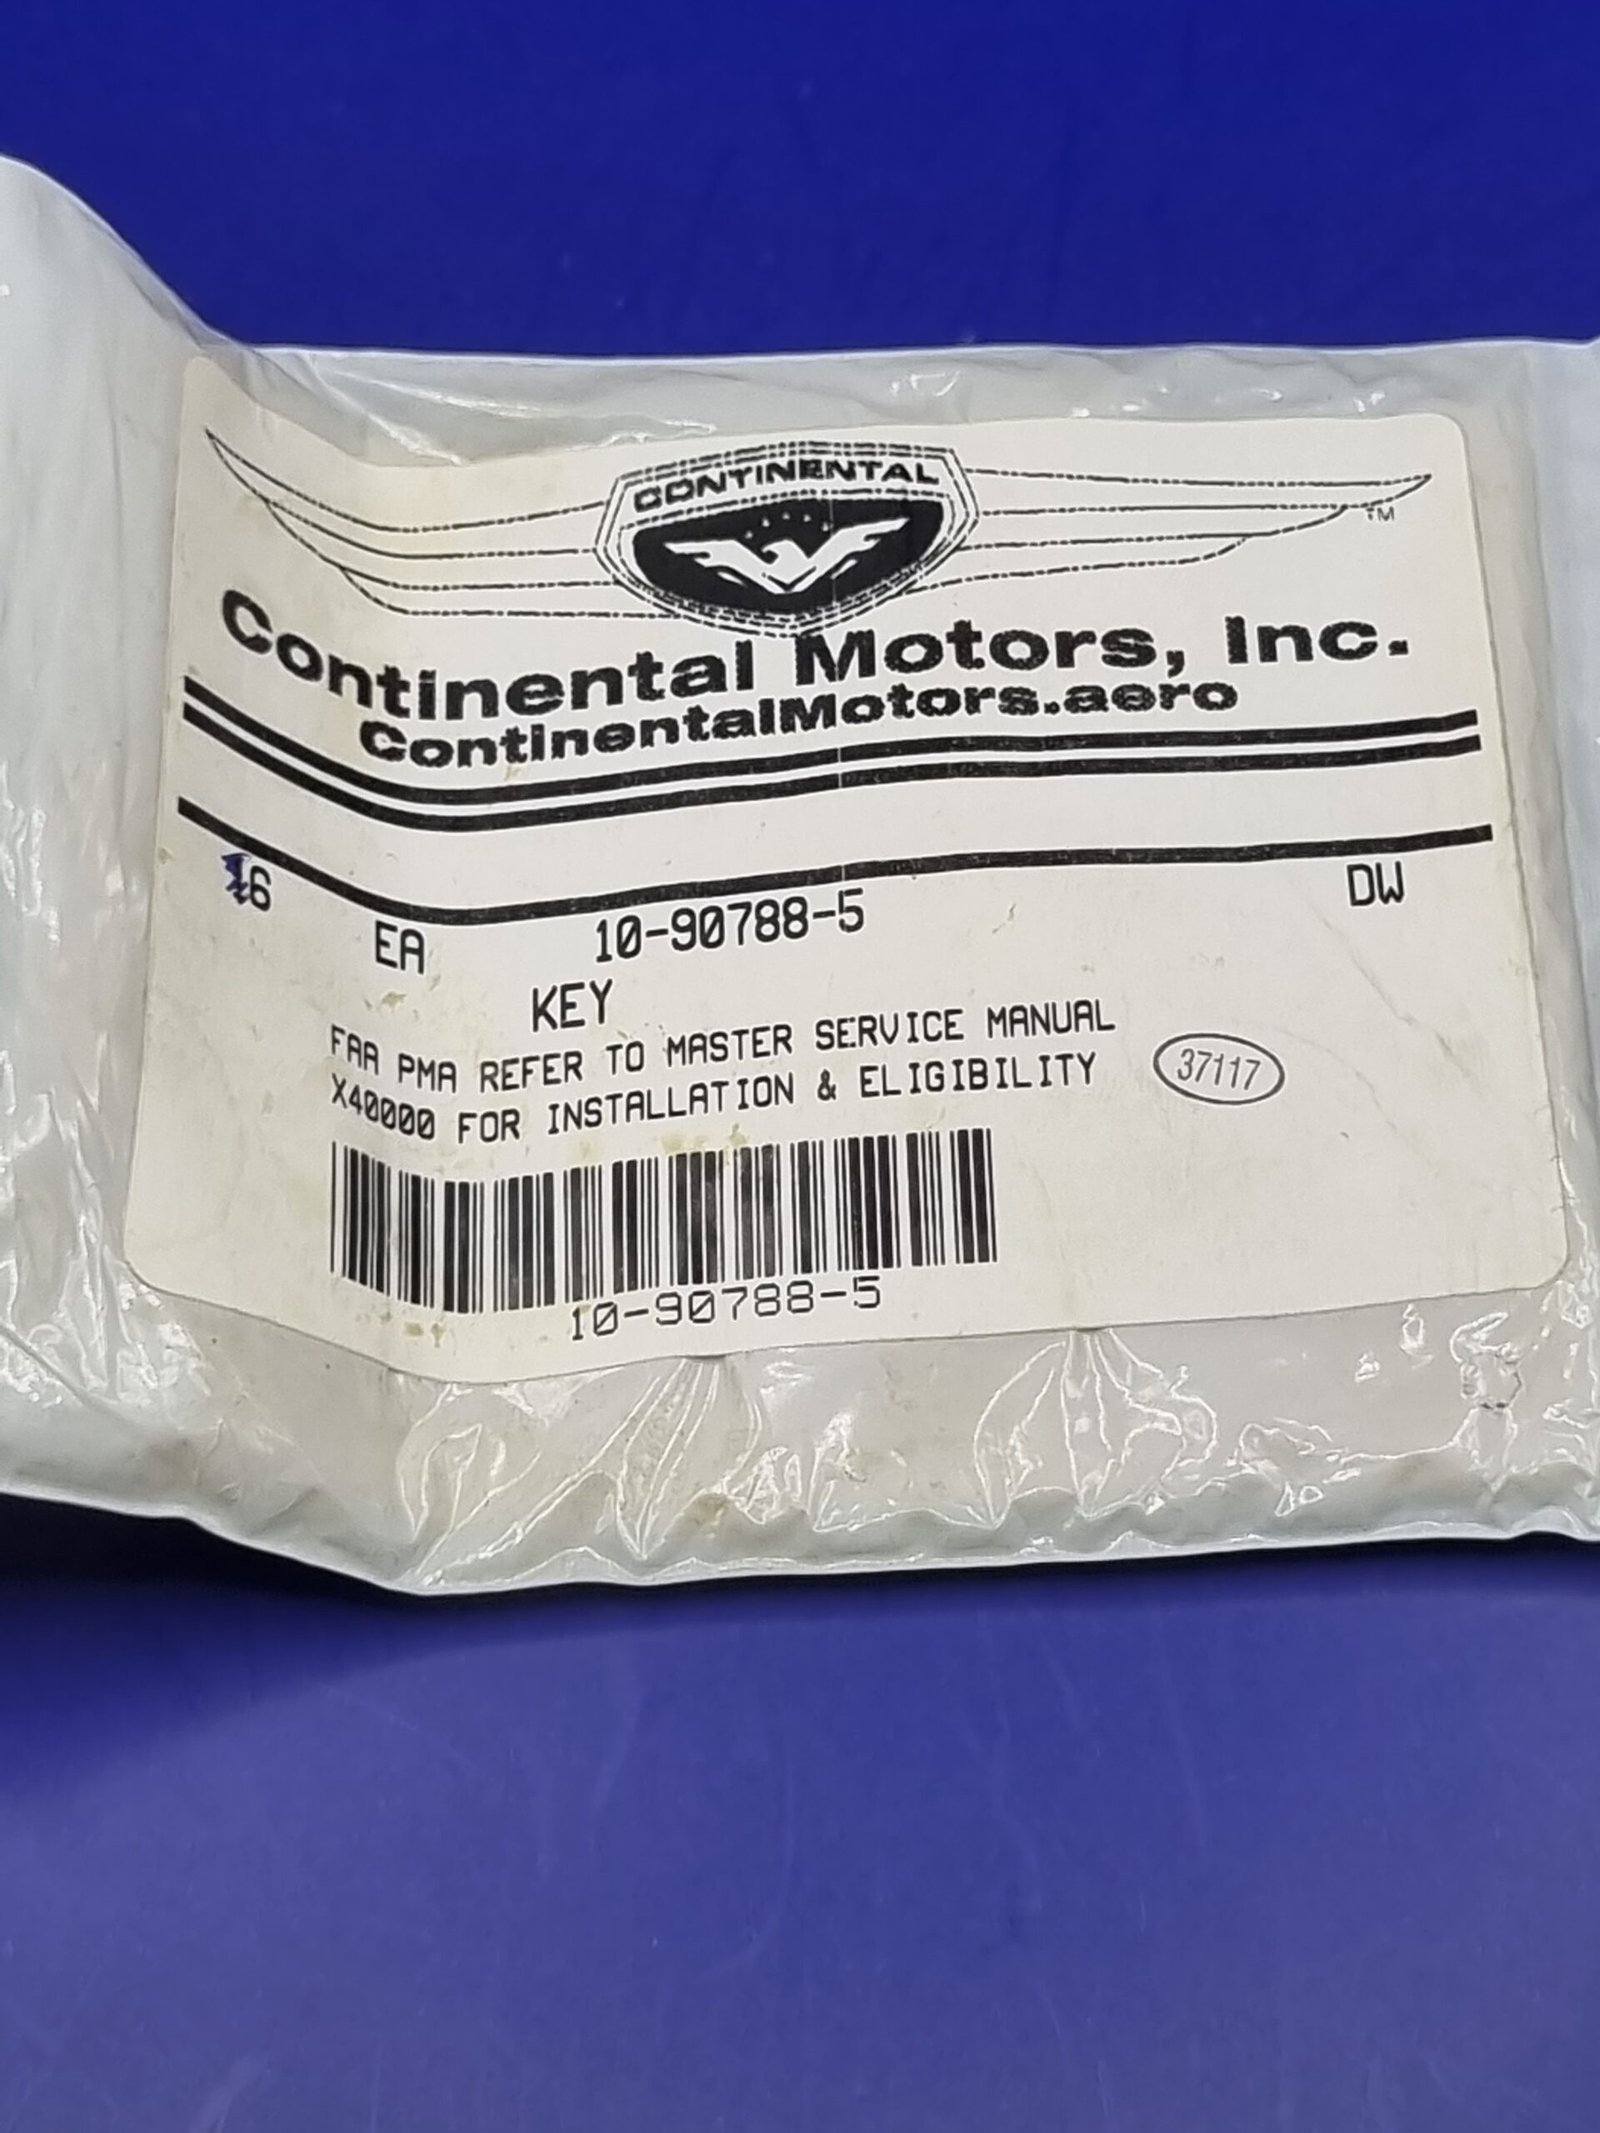 CONTINENTAL
TM
Continental Motors, Inc.
ContinentalMotors.aero
6 EA 10-90788-5 DW
KEY
FAA PMA REFER TO MASTER SERVICE MANUAL
X40000 FOR INSTALLATION & ELIGIBILITY
37117
10-90788-5